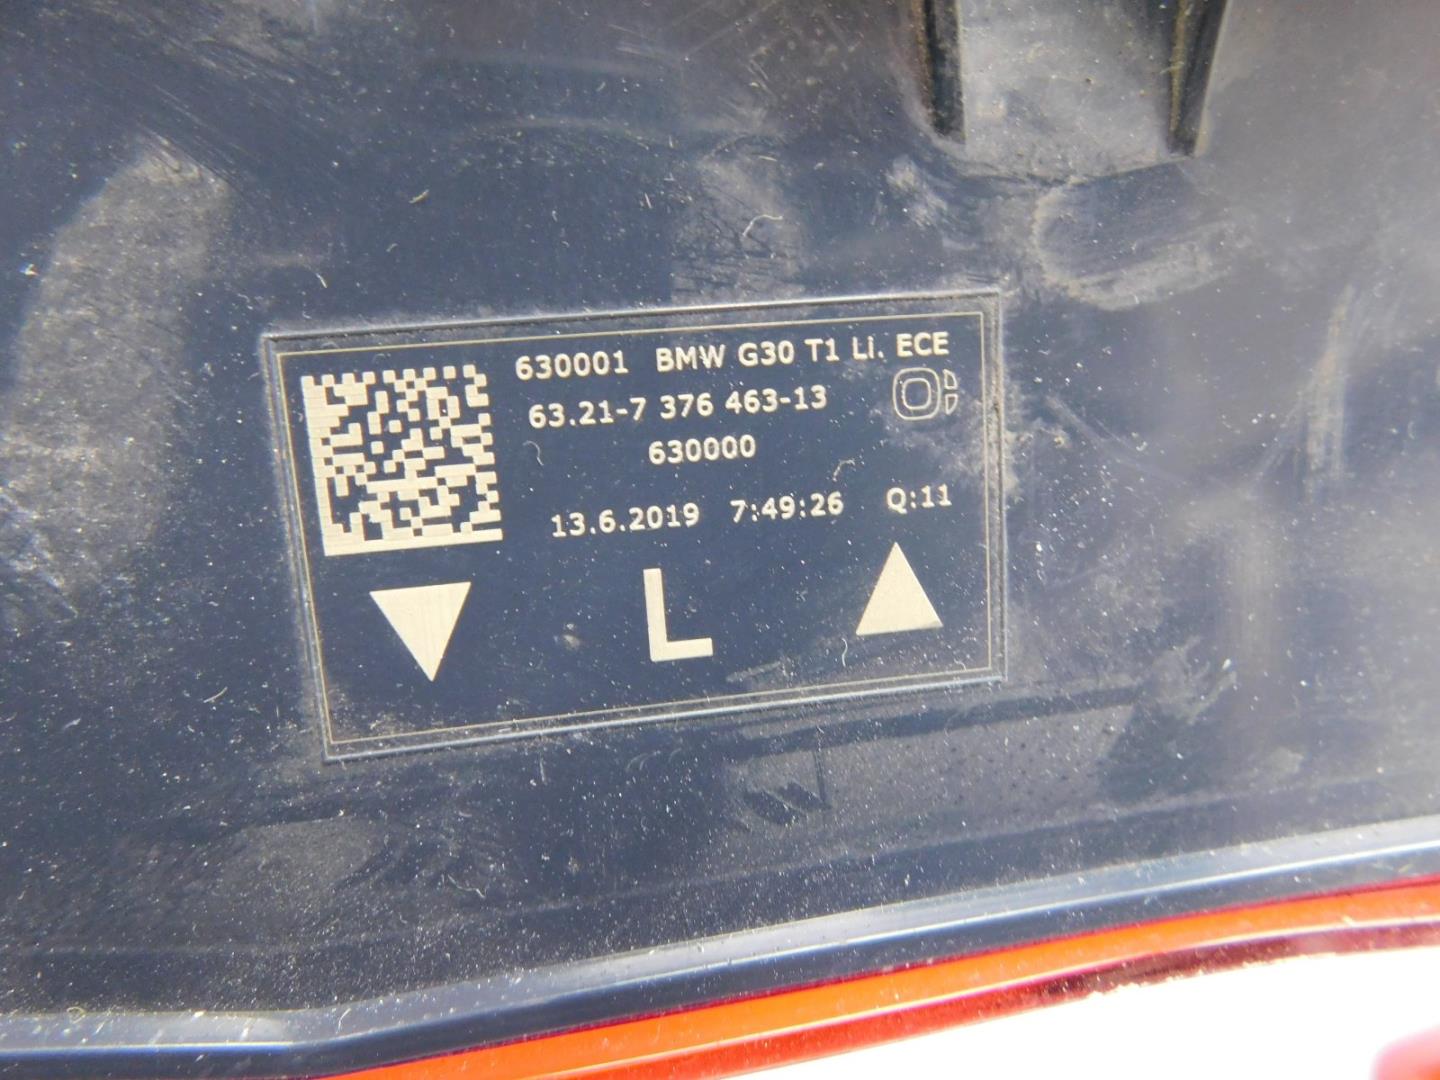 630001 BMW G30 T1 Li. ECE
63.21-7 376 463-13
630000
13.6.2019 7:49:26 Q:11
L